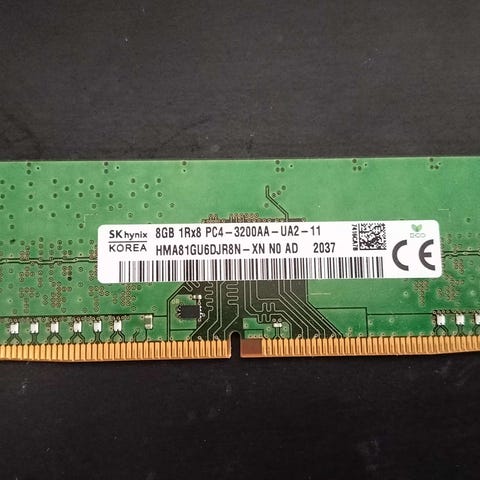 SK hynix 8GB 1Rx8 PC4-3200AA-UA2-11
KOREA HMA81GU6DJR8N-XN N0 AD 2037
CE